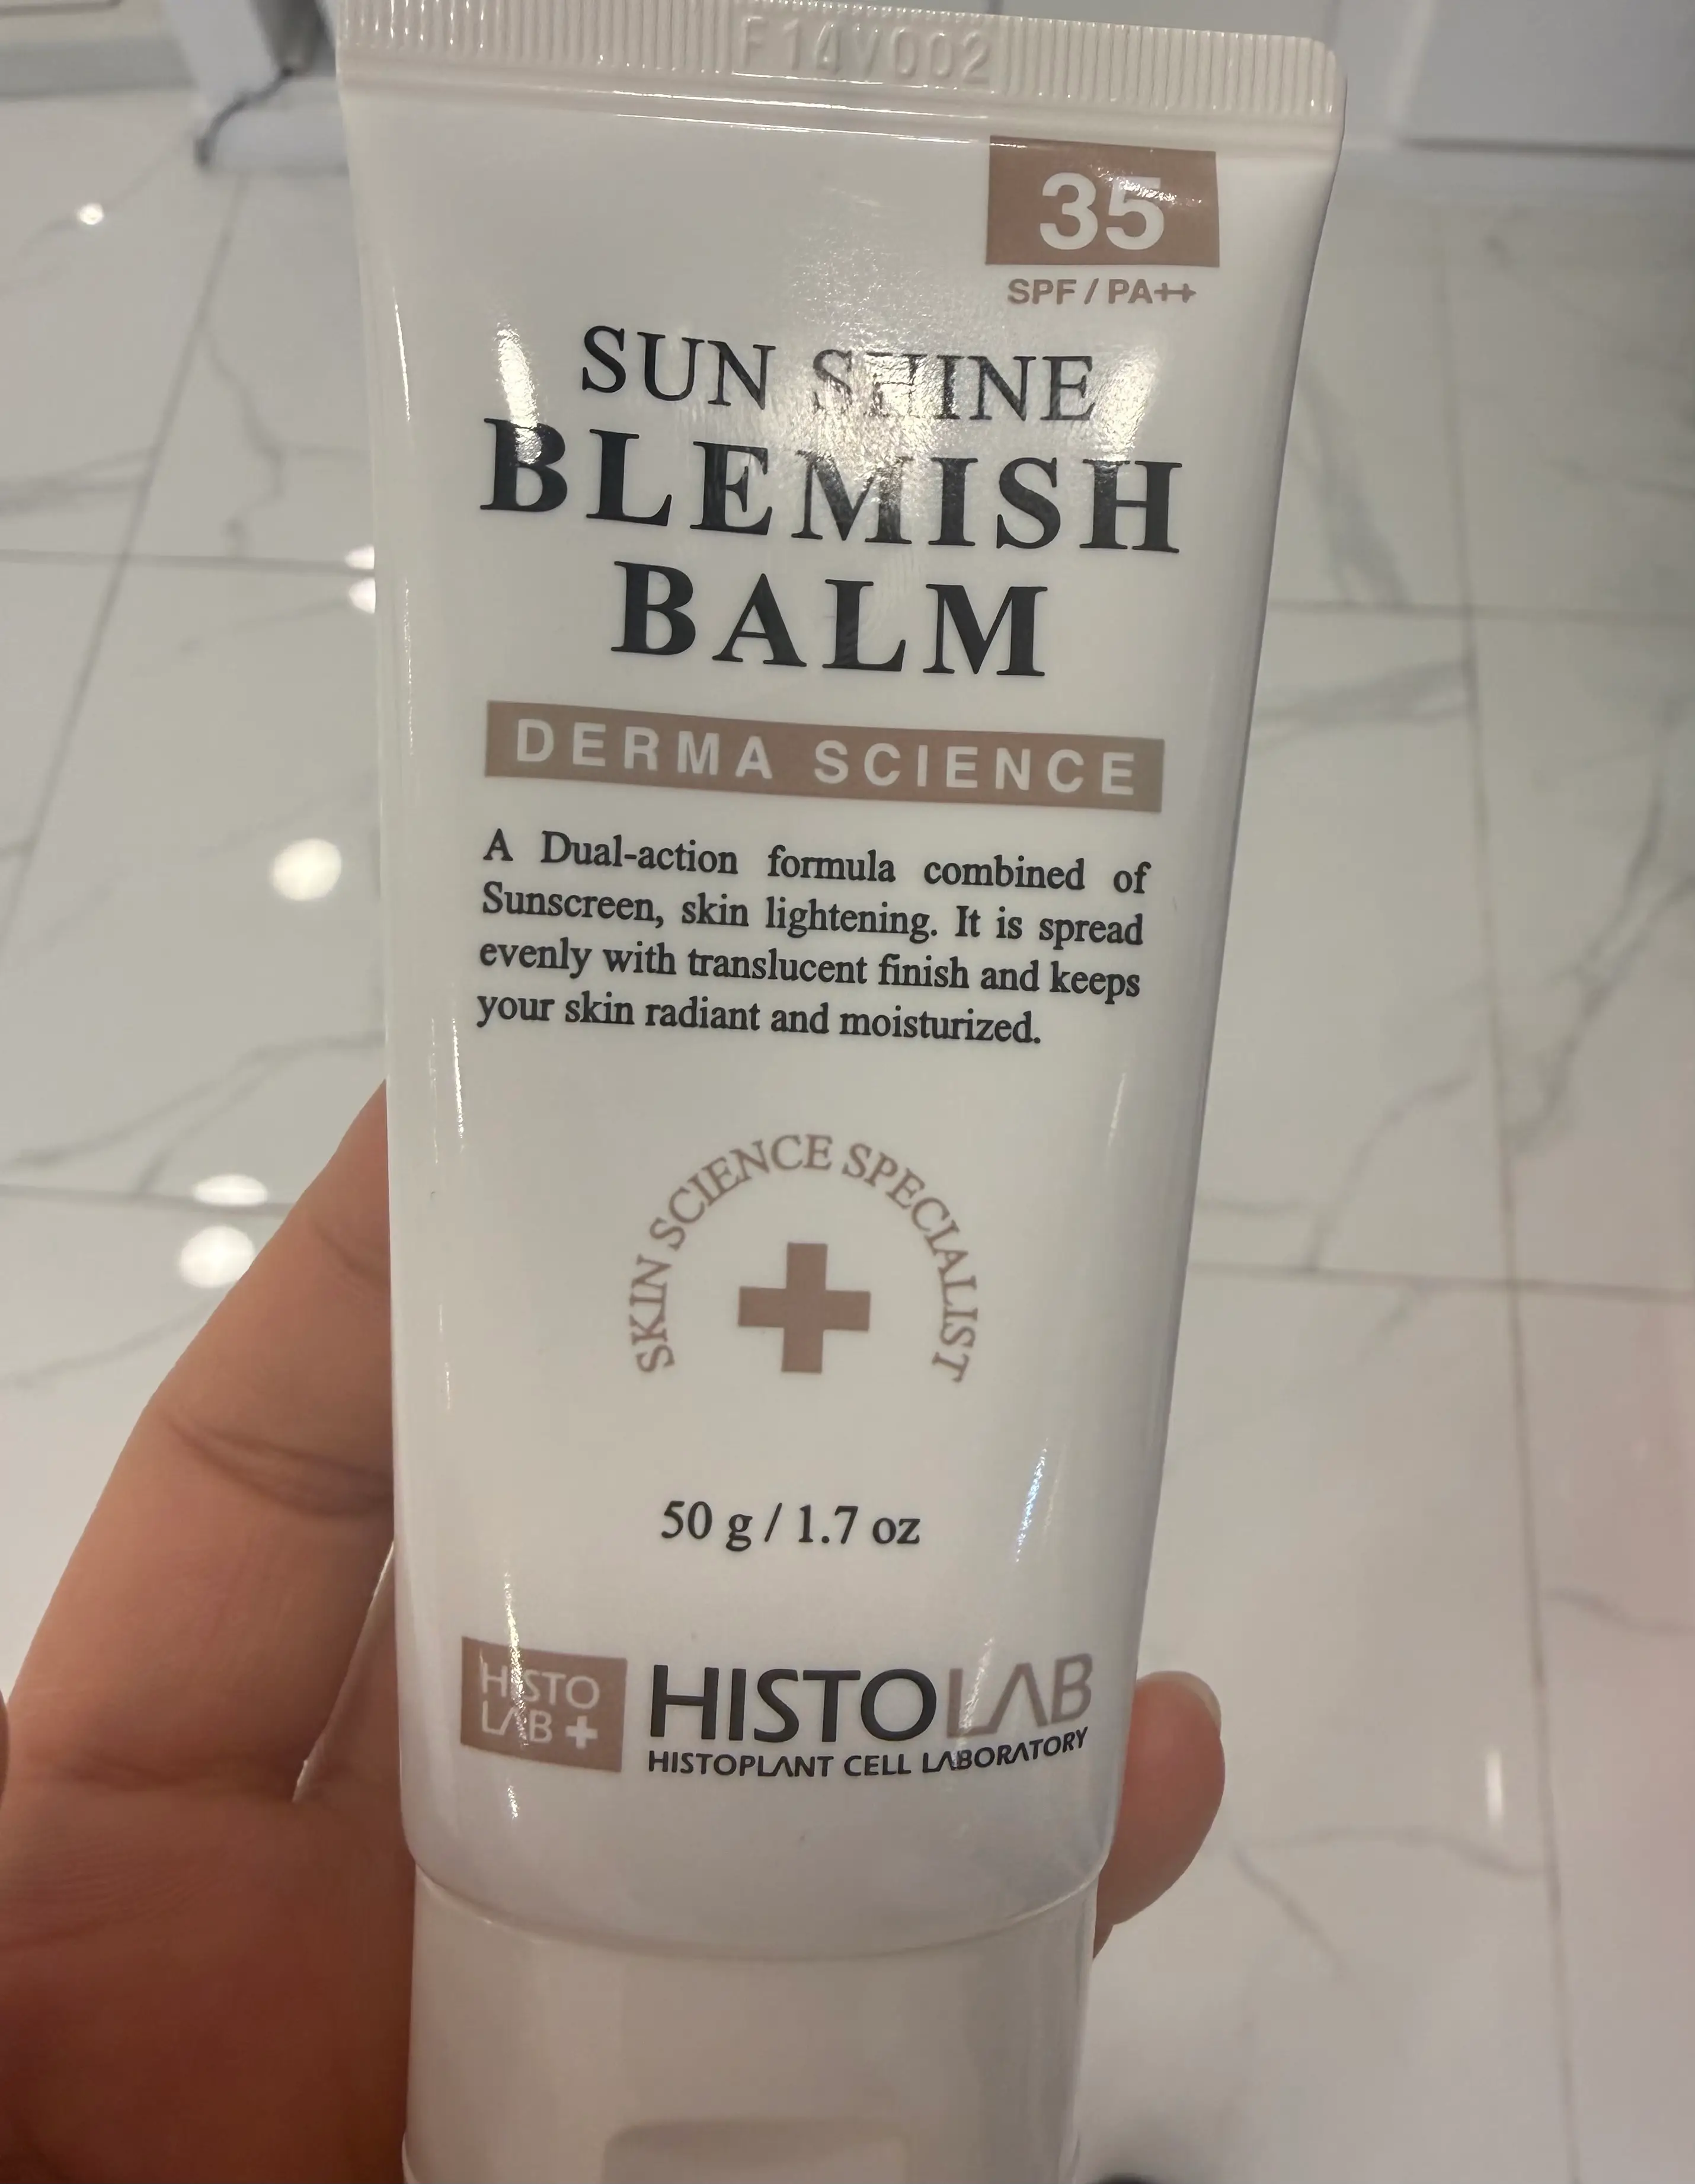 F14V002
35
SPF / PA++
SUN SHINE
BLEMISH
BALM
DERMA SCIENCE
A Dual-action formula combined of
Sunscreen, skin lightening. It is spread
evenly with translucent finish and keeps
your skin radiant and moisturized.
SKIN SCIENCE SPECIALIST
50 g / 1.7 oz
HISTO
LAB+
HISTOLAB
HISTOPLANT CELL LABORATORY